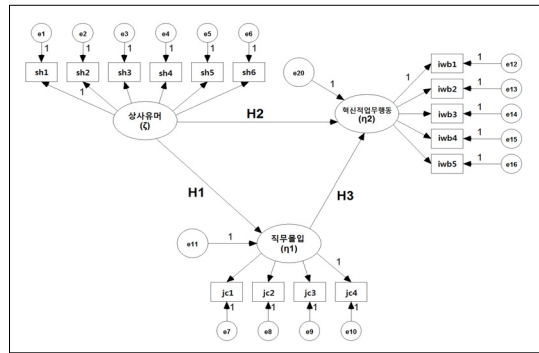 e1 e2 e3 e4 e5 e6
1 1 1 1 1 1
sh1 sh2 sh3 sh4 sh5 sh6
1
상사유머
(ζ)
e20
1
혁신적업무행동
(η2)
1
iwb1 1 e12
iwb2 1 e13
iwb3 1 e14
iwb4 1 e15
iwb5 1 e16
H2
H1
H3
e11
1
직무몰입
(η1)
1
jc1 jc2 jc3 jc4
1 1 1 1
e7 e8 e9 e10